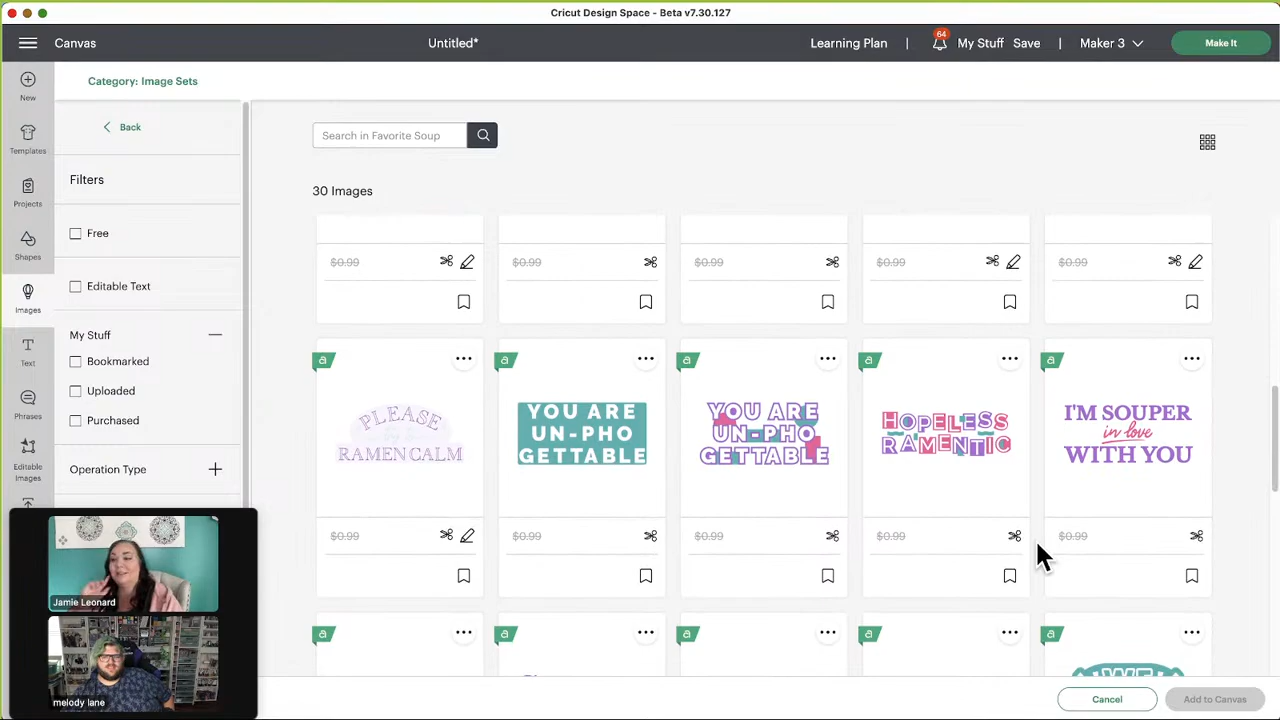 Cricut Design Space - Beta v7.30.127
Canvas
Untitled*
Learning Plan | 64 My Stuff Save | Maker 3 Make It
New
Templates
Projects
Shapes
Images
Text
Phrases
Editable
Images
Category: Image Sets
Back
Filters
Free
Editable Text
My Stuff
Bookmarked
Uploaded
Purchased
Operation Type
Search in Favorite Soup
30 Images
$0.99 $0.99 $0.99 $0.99 $0.99
a a a a a
PLEASE
RAMEN CALM
YOU ARE
UN-PHO
GETTABLE
YOU ARE
UN-PHO
GETTABLE
HOPELESS
RAMENTIC
I'M SOUPER
in love
WITH YOU
$0.99 $0.99 $0.99 $0.99 $0.99
a a a a a
Jamie Leonard
melody lane
Cancel
Add to Canvas